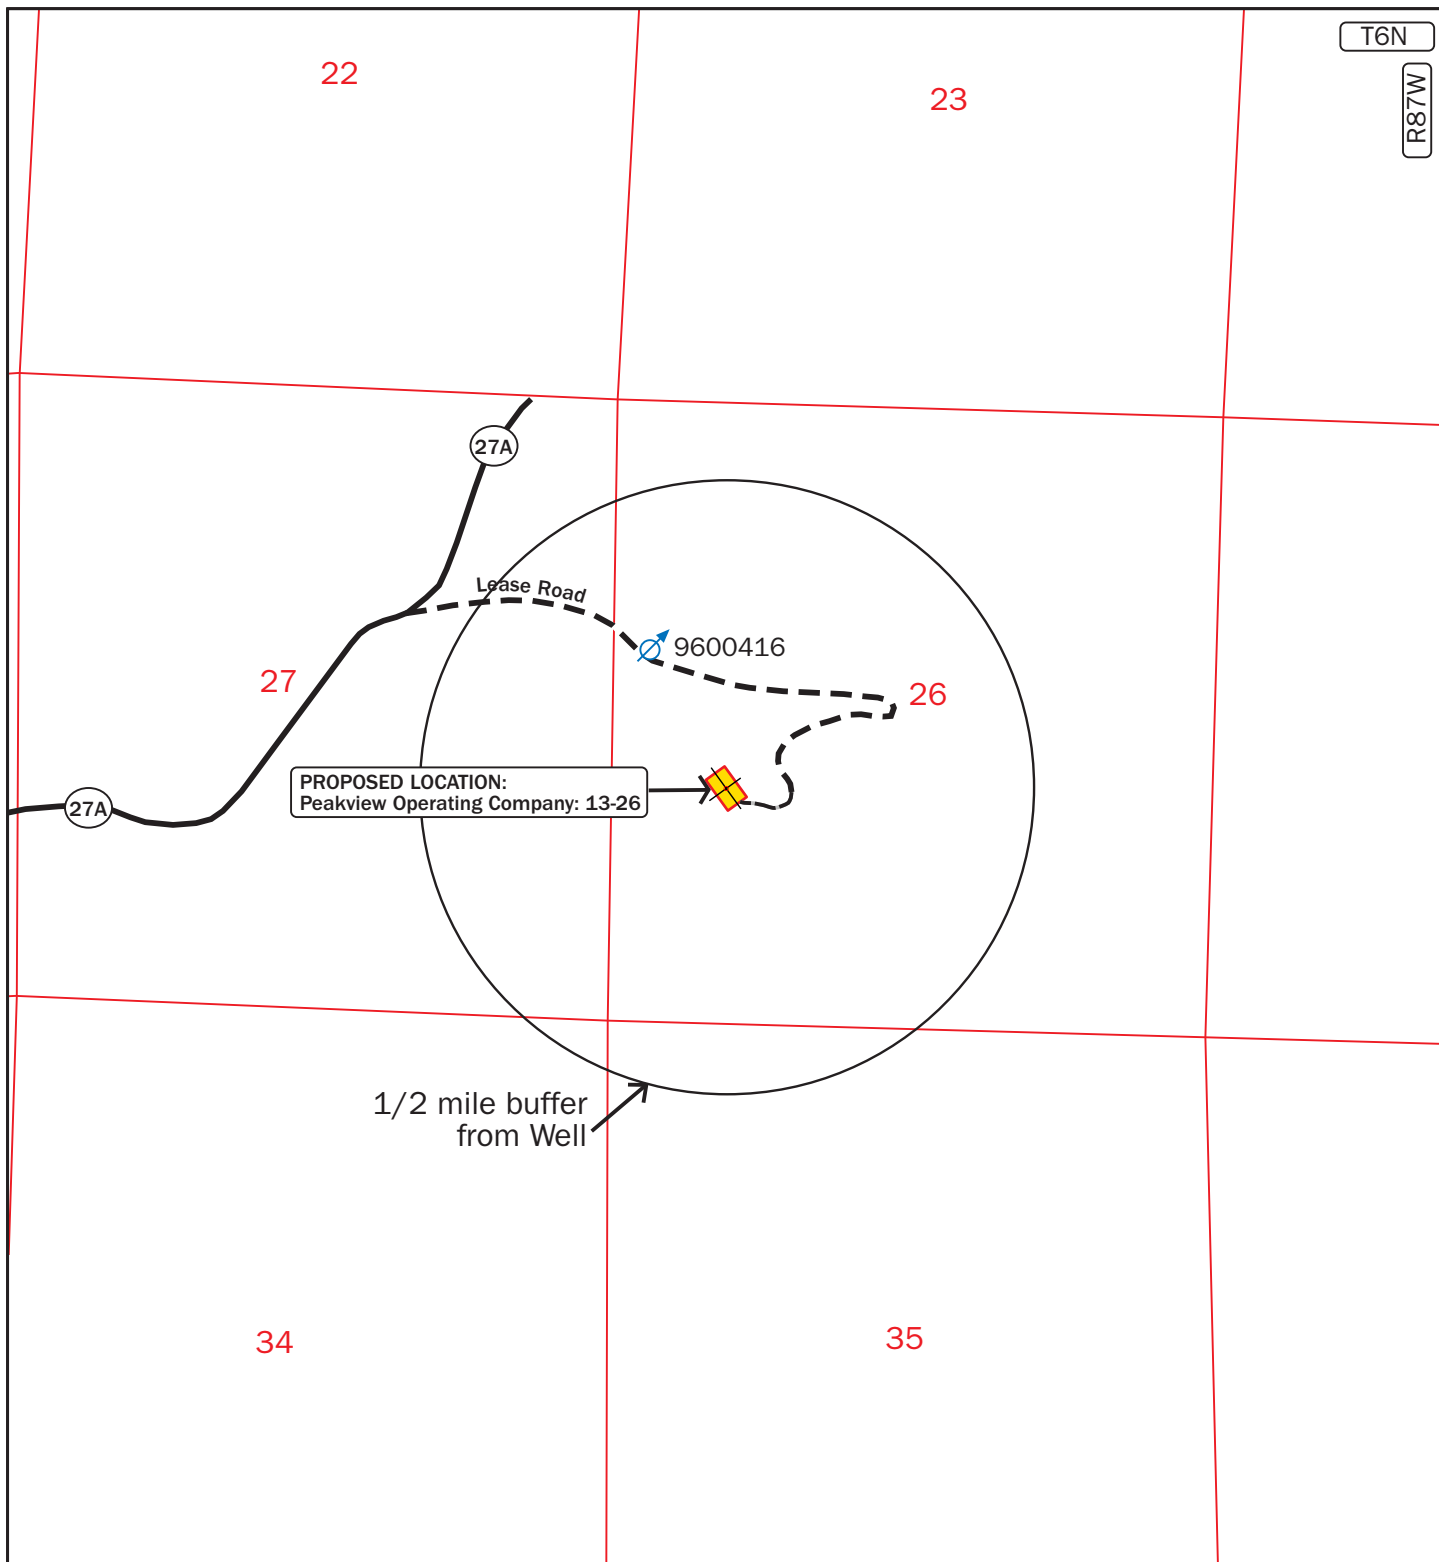 T6N
R87W
22
23
27A
Lease Road
9600416
27
26
PROPOSED LOCATION:
Peakview Operating Company: 13-26
27A
1/2 mile buffer
from Well
34
35